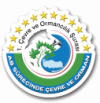 1. Çevre ve Ormancılık Şurası
AB SÜRECİNDE ÇEVRE VE ORMAN